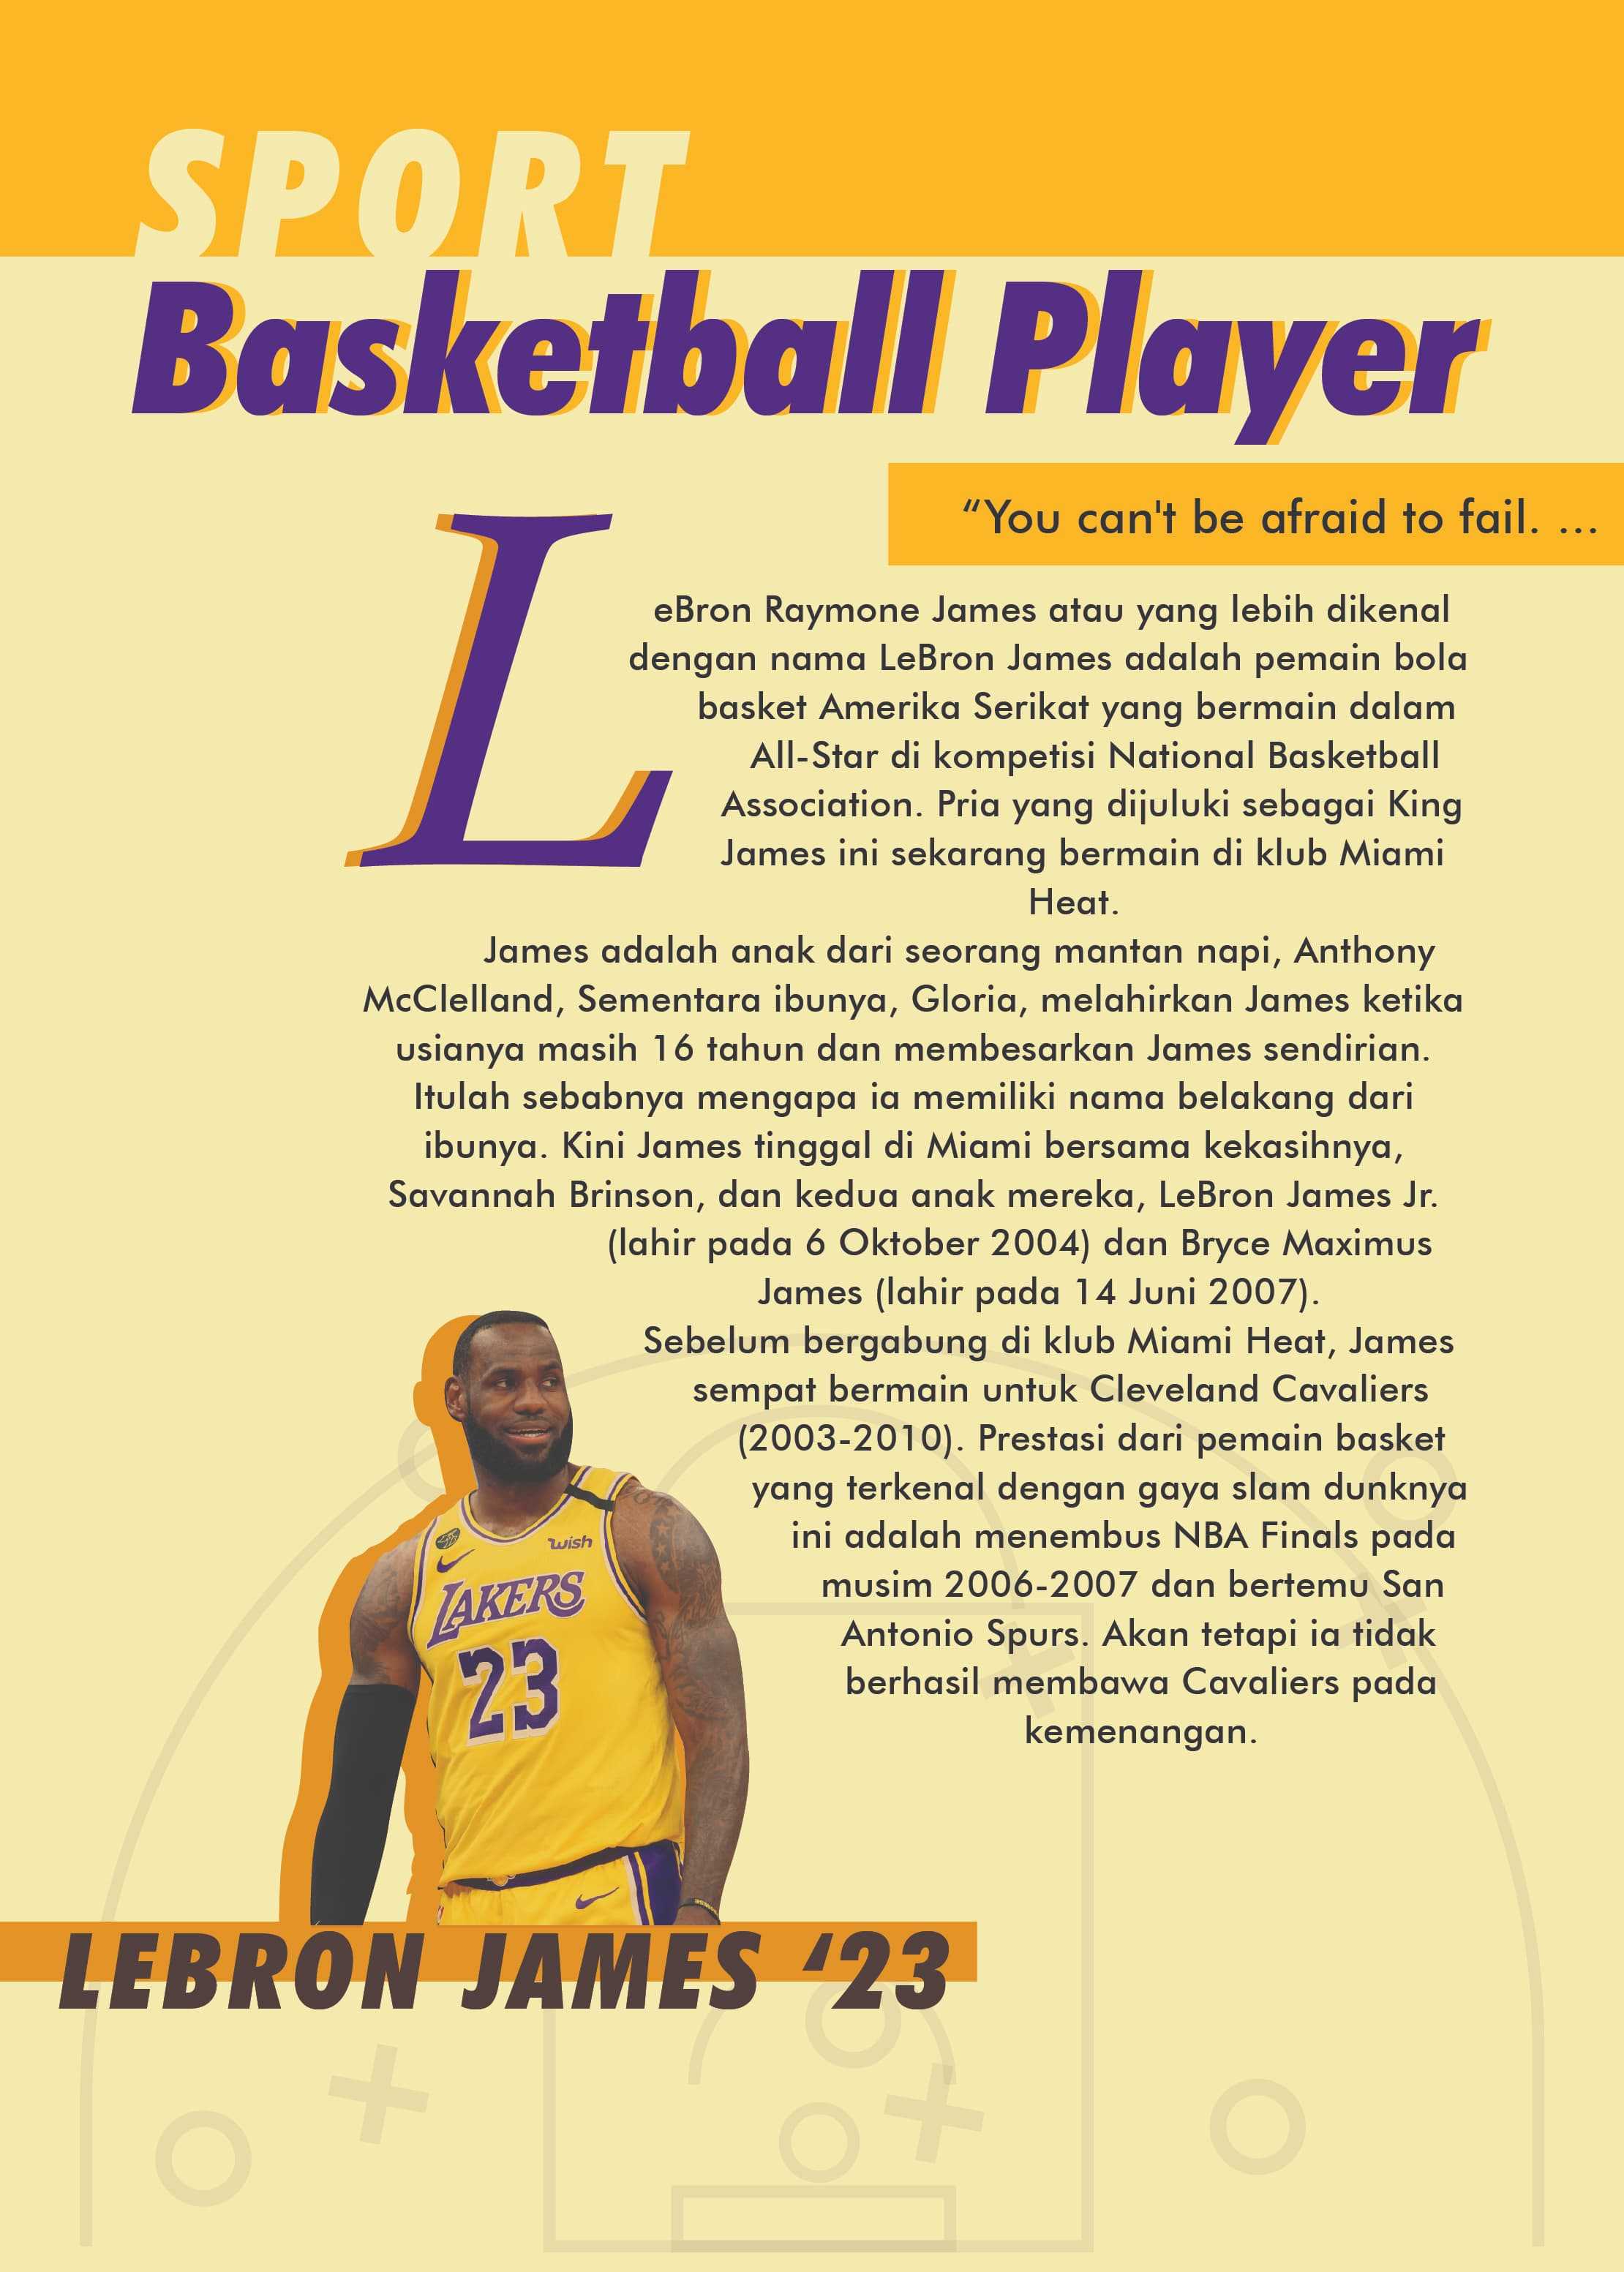 SPORT
Basketball Player
“You can't be afraid to fail. ...
LeBron Raymone James atau yang lebih dikenal
dengan nama LeBron James adalah pemain bola
basket Amerika Serikat yang bermain dalam
All-Star di kompetisi National Basketball
Association. Pria yang dijuluki sebagai King
James ini sekarang bermain di klub Miami
Heat.
James adalah anak dari seorang mantan napi, Anthony
McClelland, Sementara ibunya, Gloria, melahirkan James ketika
usianya masih 16 tahun dan membesarkan James sendirian.
Itulah sebabnya mengapa ia memiliki nama belakang dari
ibunya. Kini James tinggal di Miami bersama kekasihnya,
Savannah Brinson, dan kedua anak mereka, LeBron James Jr.
(lahir pada 6 Oktober 2004) dan Bryce Maximus
James (lahir pada 14 Juni 2007).
Sebelum bergabung di klub Miami Heat, James
sempat bermain untuk Cleveland Cavaliers
(2003-2010). Prestasi dari pemain basket
yang terkenal dengan gaya slam dunknya
ini adalah menembus NBA Finals pada
musim 2006-2007 dan bertemu San
Antonio Spurs. Akan tetapi ia tidak
berhasil membawa Cavaliers pada
kemenangan.
wish
LAKERS
23
LEBRON JAMES ‘23